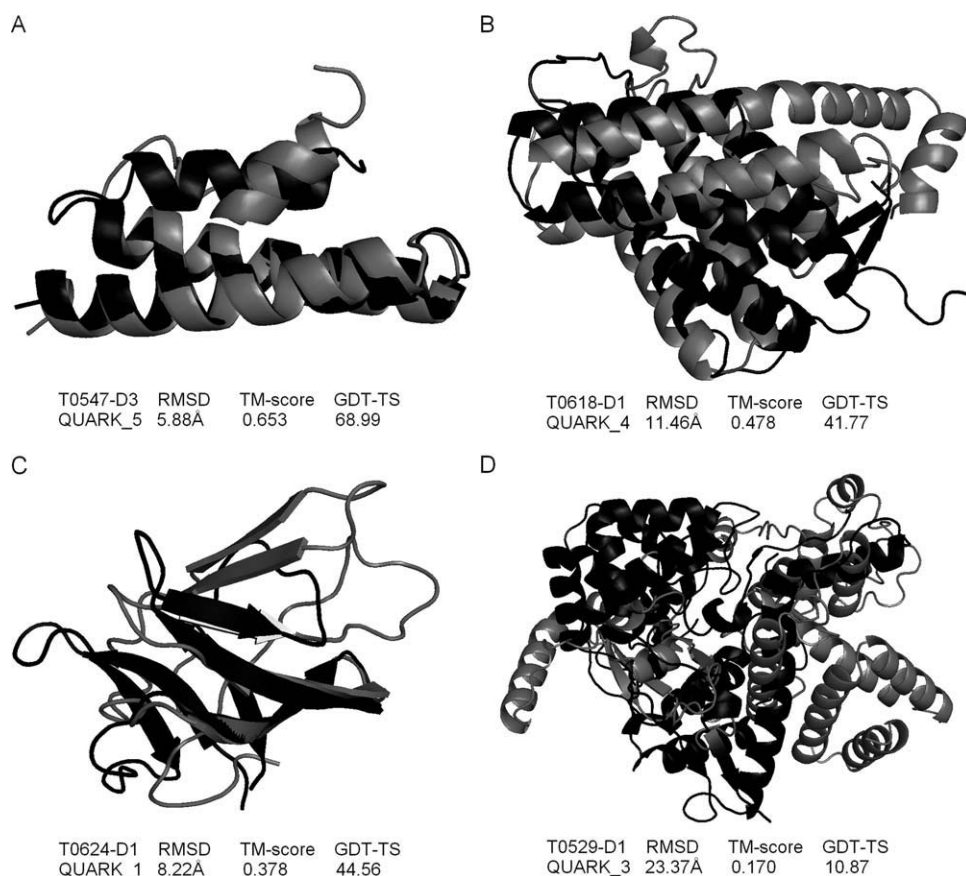 A
B
T0547-D3 RMSD TM-score GDT-TS
QUARK_5 5.88Å 0.653 68.99
T0618-D1 RMSD TM-score GDT-TS
QUARK_4 11.46Å 0.478 41.77
C
D
T0624-D1 RMSD TM-score GDT-TS
QUARK_1 8.22Å 0.378 44.56
T0529-D1 RMSD TM-score GDT-TS
QUARK_3 23.37Å 0.170 10.87